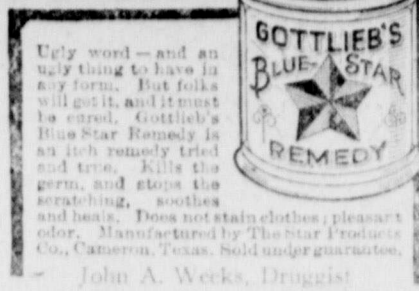 GOTTLIEB'S
BLUE-STAR
REMEDY
Ugly word — and an
ugly thing to have in
any form. But folks
will get it, and it must
be cured. Gottlieb's
Blue Star Remedy is
an itch remedy tried
and true. Kills the
germ, and stops the
scratching, soothes
and heals. Does not stain clothes; pleasant
odor. Manufactured by The Star Products
Co., Cameron, Texas. Sold under guarantee.
John A. Weeks, Druggist